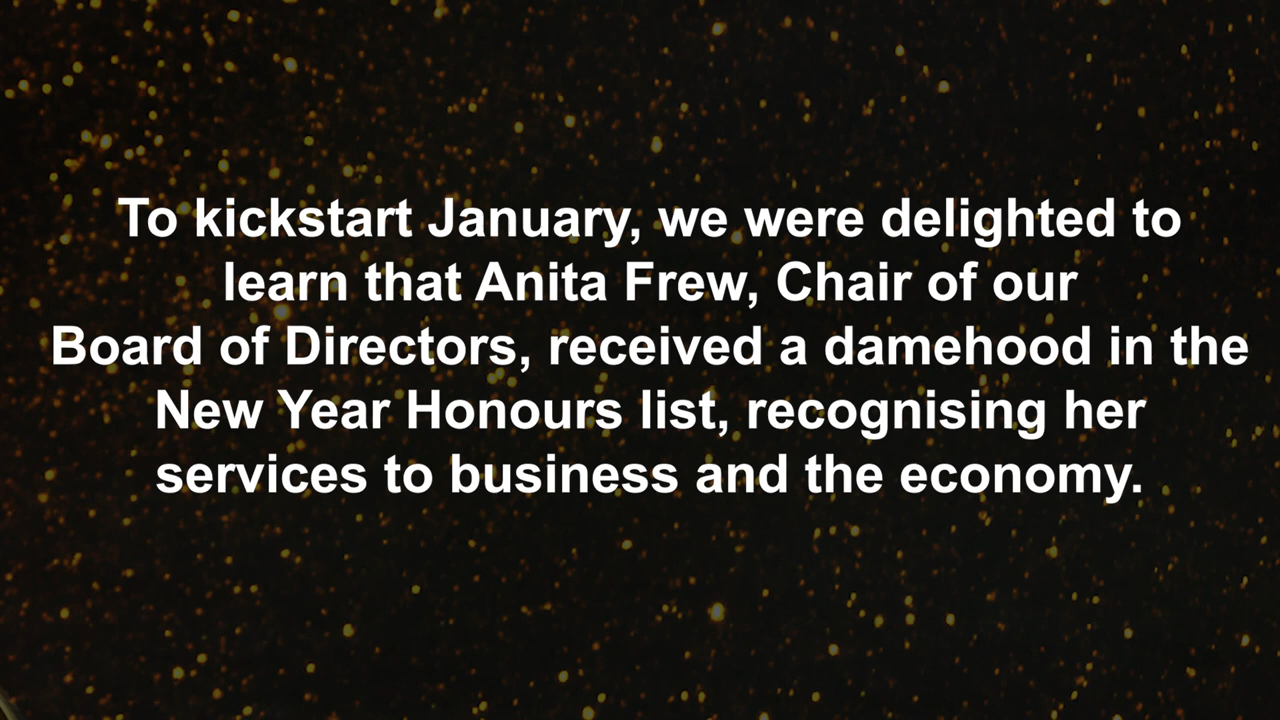 To kickstart January, we were delighted to
learn that Anita Frew, Chair of our
Board of Directors, received a damehood in the
New Year Honours list, recognising her
services to business and the economy.